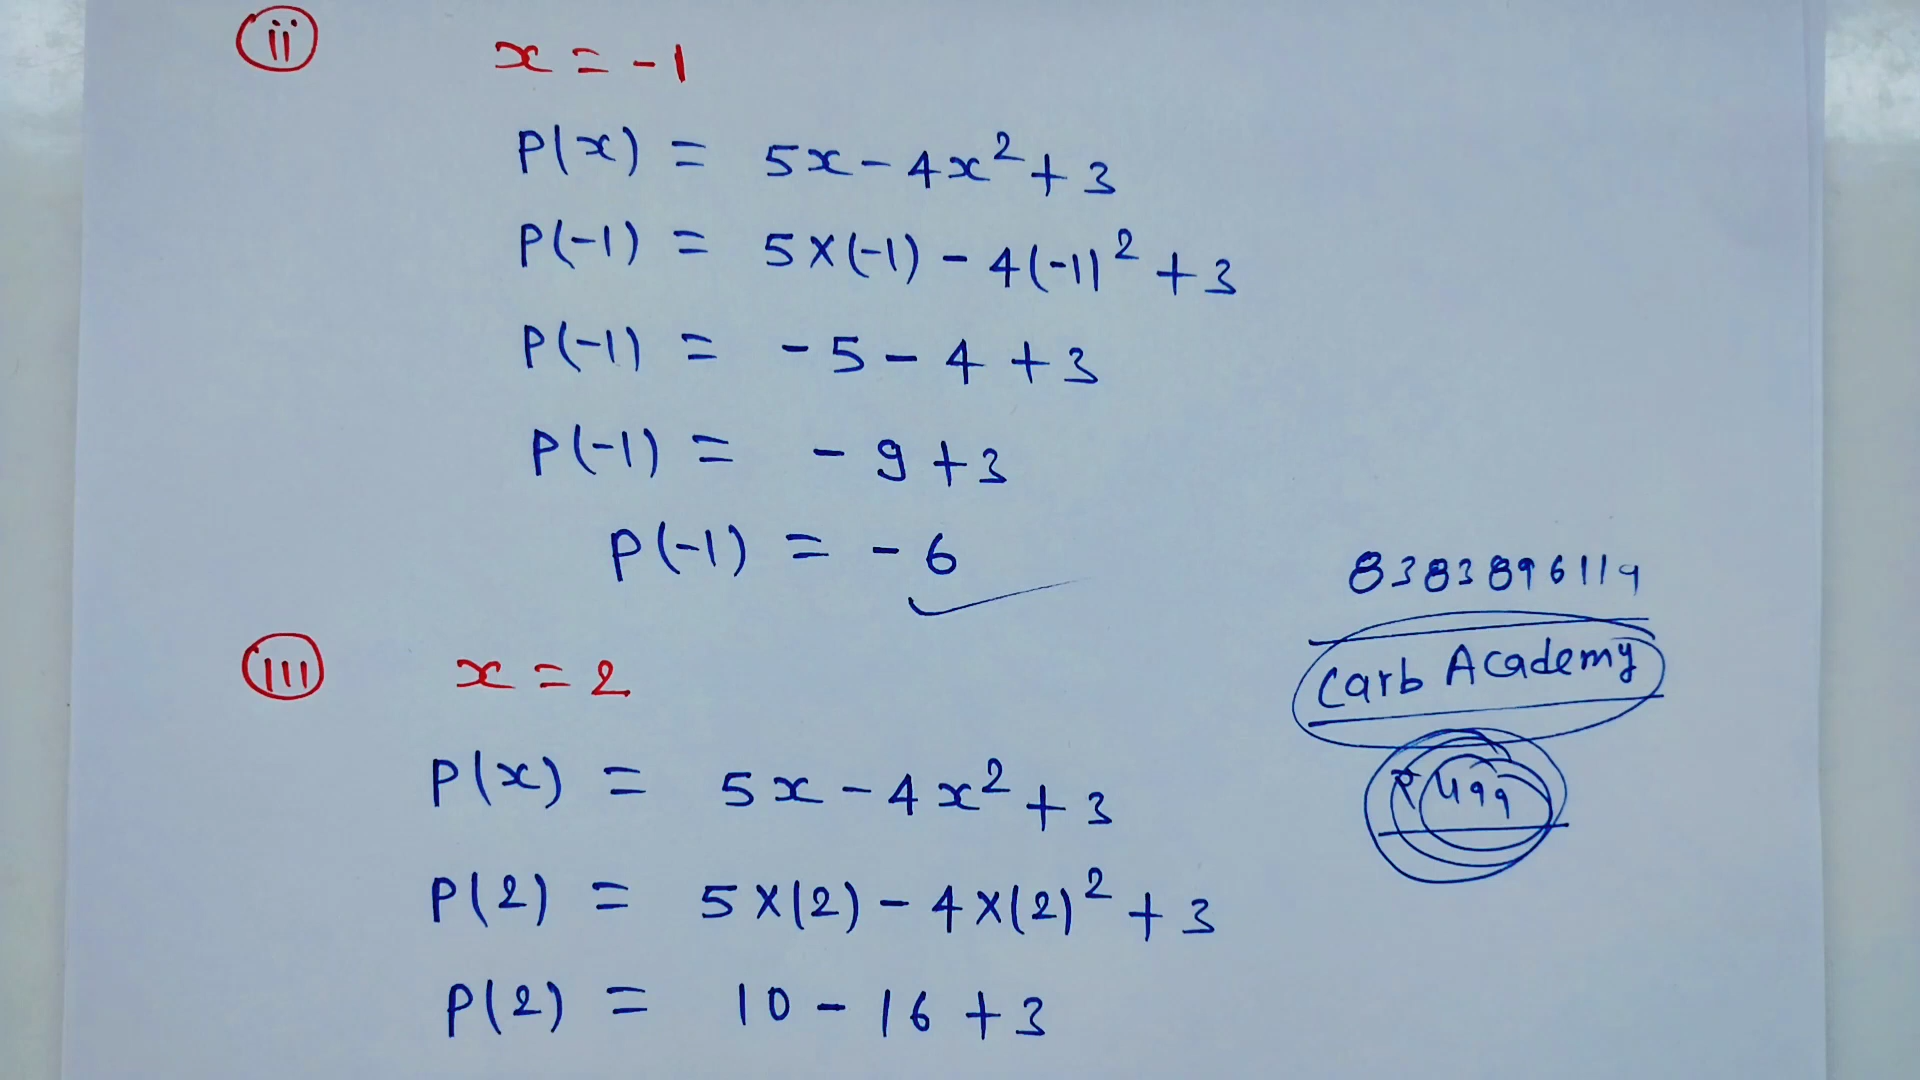 ii x = -1
P(x) = 5x - 4x² + 3
P(-1) = 5×(-1) - 4(-1)² + 3
P(-1) = -5 - 4 + 3
P(-1) = -9 + 3
P(-1) = -6
8383896119
Carb Academy
₹499
iii x = 2
P(x) = 5x - 4x² + 3
P(2) = 5×(2) - 4×(2)² + 3
P(2) = 10 - 16 + 3